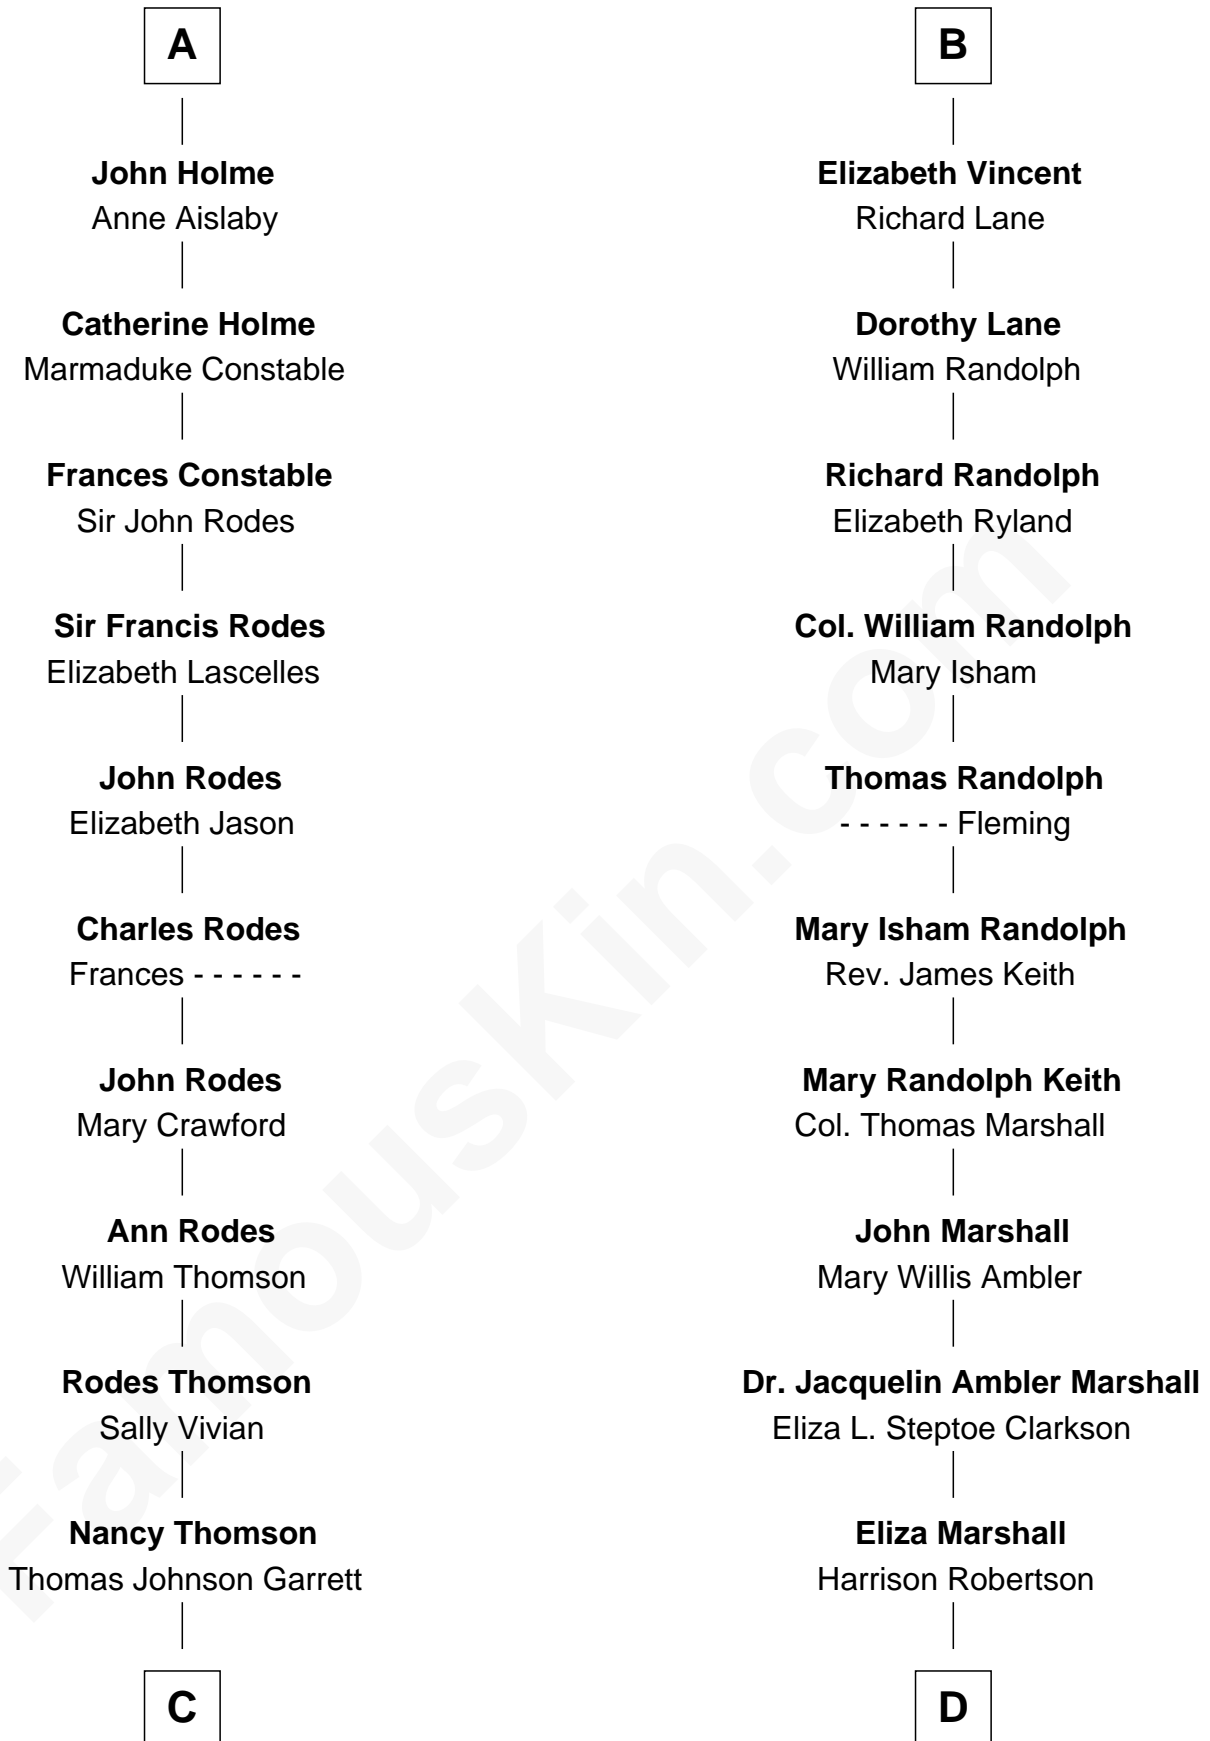 A
John Holme
Anne Aislaby
Catherine Holme
Marmaduke Constable
Frances Constable
Sir John Rodes
Sir Francis Rodes
Elizabeth Lascelles
John Rodes
Elizabeth Jason
Charles Rodes
Frances - - - - - -
John Rodes
Mary Crawford
Ann Rodes
William Thomson
Rodes Thomson
Sally Vivian
Nancy Thomson
Thomas Johnson Garrett
C
B
Elizabeth Vincent
Richard Lane
Dorothy Lane
William Randolph
Richard Randolph
Elizabeth Ryland
Col. William Randolph
Mary Isham
Thomas Randolph
- - - - - - Fleming
Mary Isham Randolph
Rev. James Keith
Mary Randolph Keith
Col. Thomas Marshall
John Marshall
Mary Willis Ambler
Dr. Jacquelin Ambler Marshall
Eliza L. Steptoe Clarkson
Eliza Marshall
Harrison Robertson
D
FamousKin.com